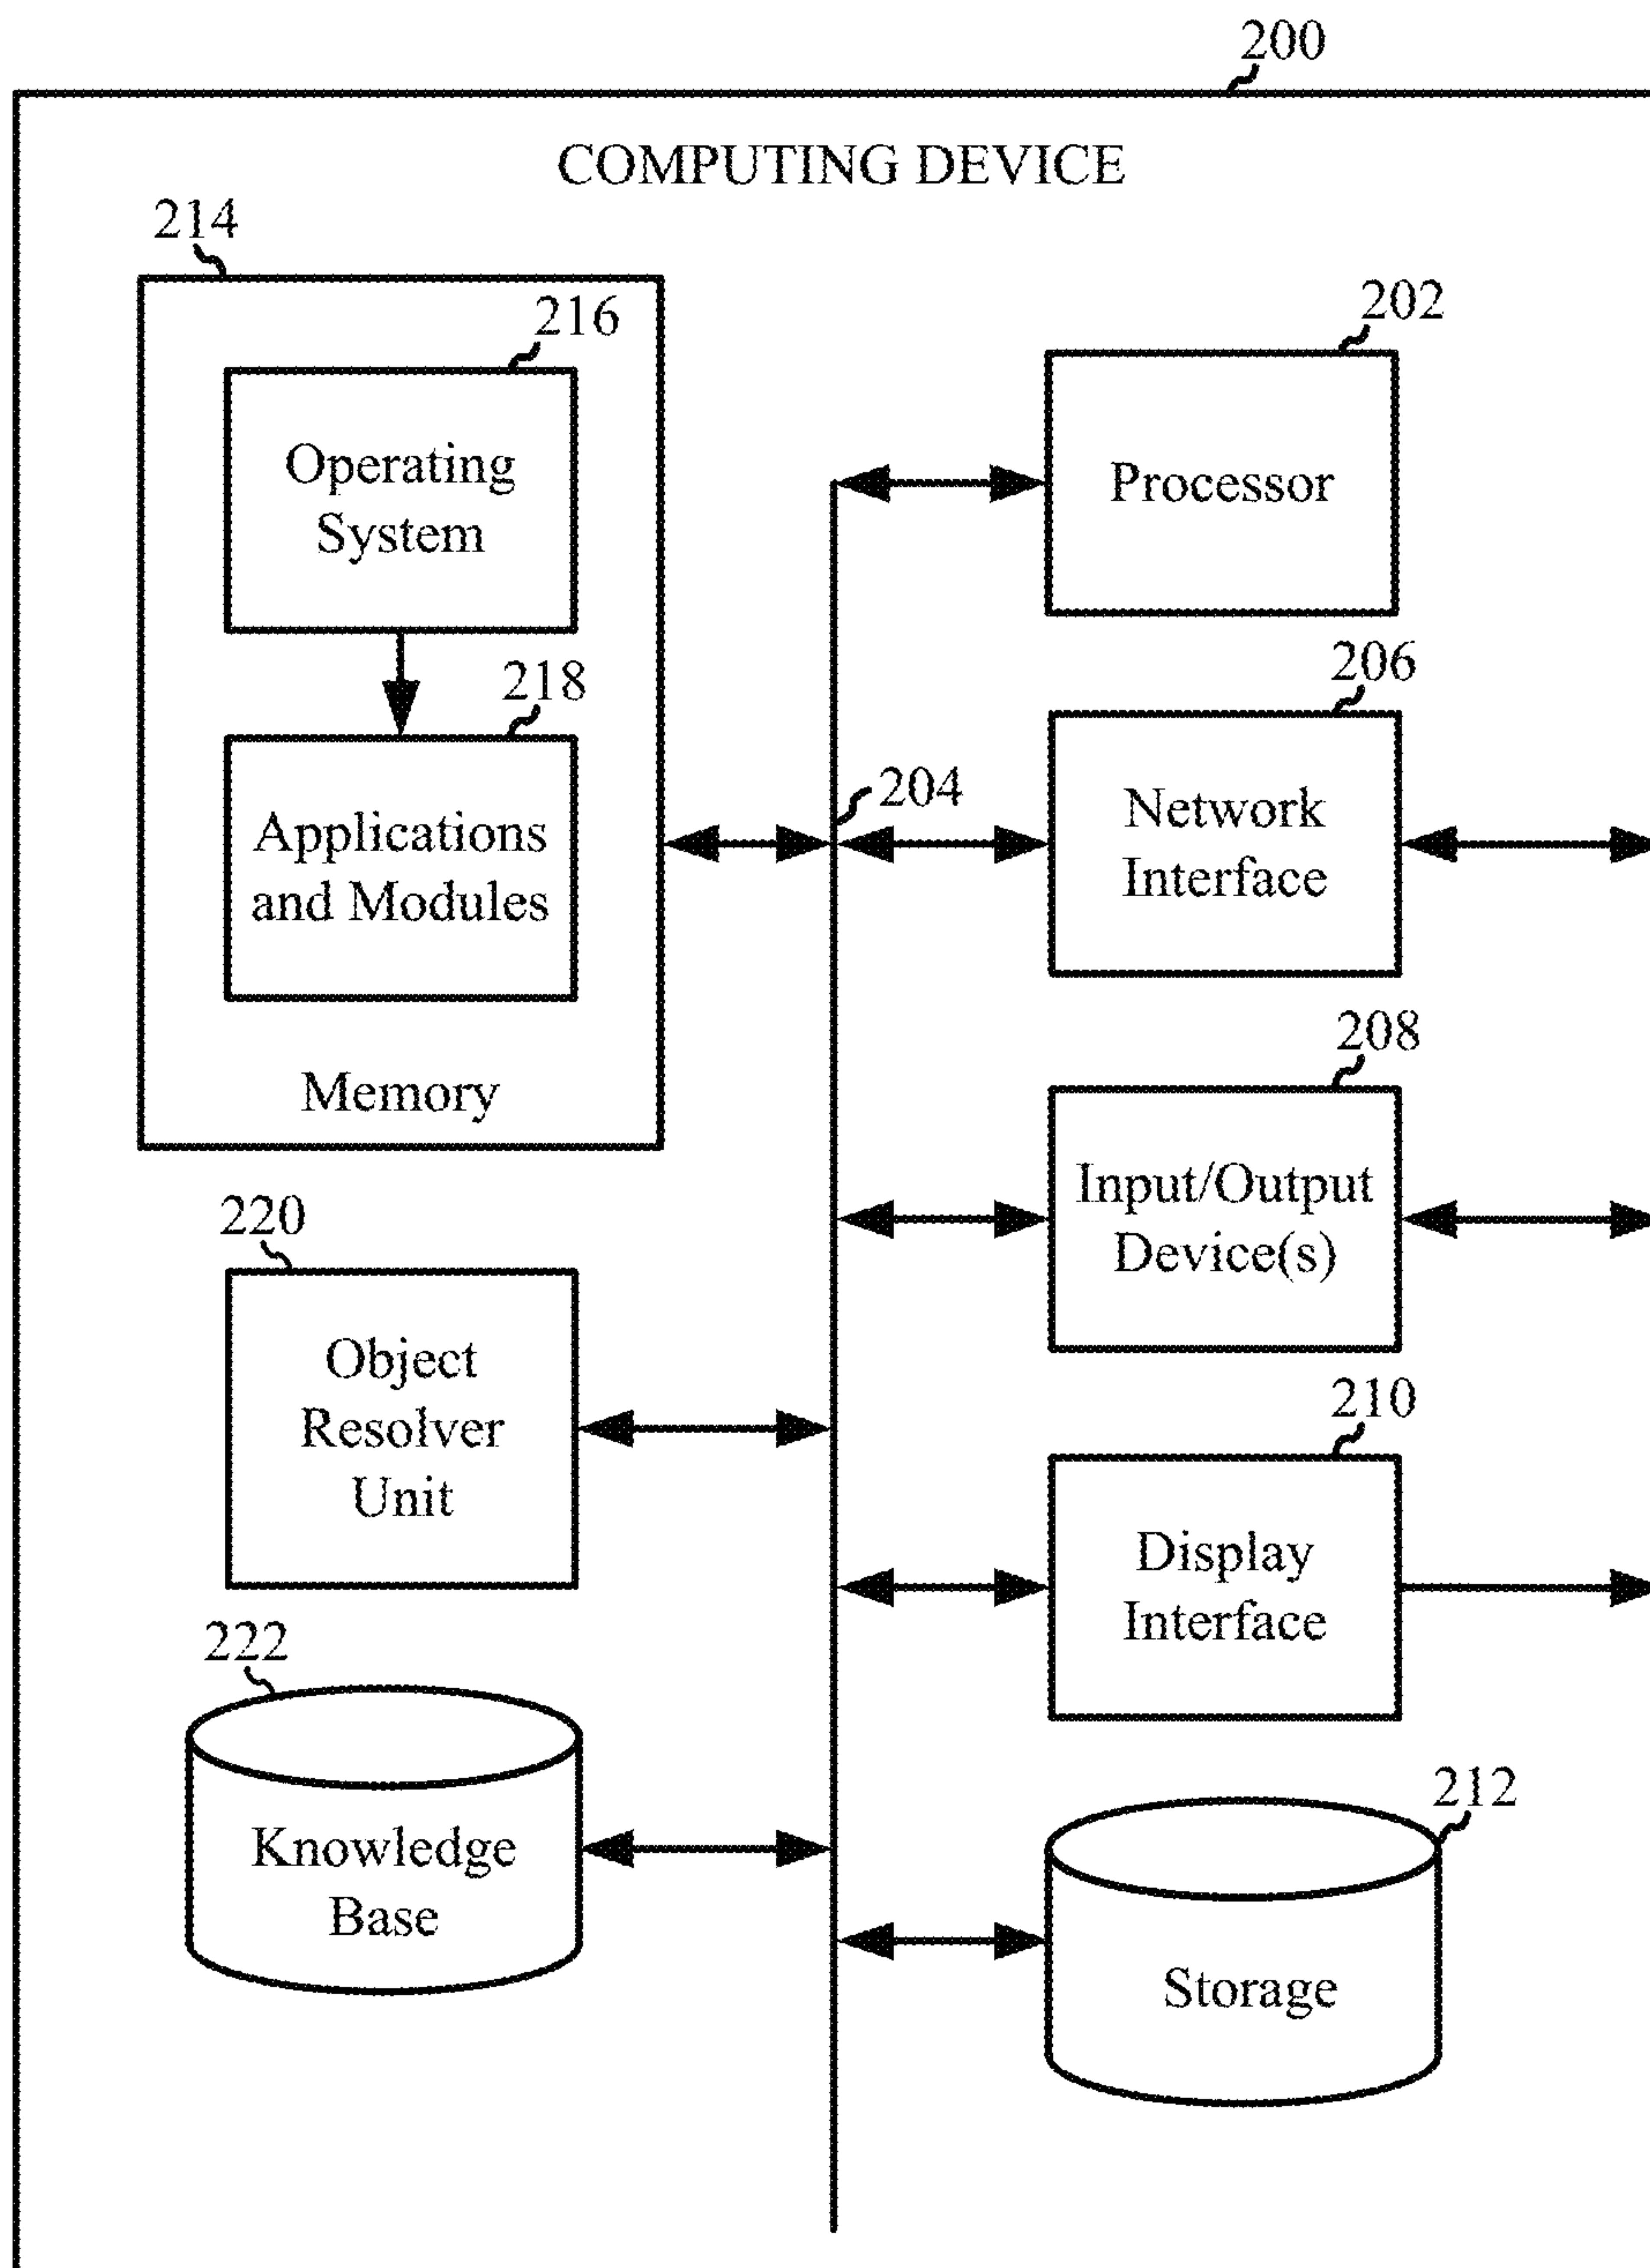 200
COMPUTING DEVICE
214
216
Operating
System
218
Applications
and Modules
Memory
202
Processor
204
206
Network
Interface
208
Input/Output
Device(s)
220
Object
Resolver
Unit
210
Display
Interface
222
Knowledge
Base
212
Storage